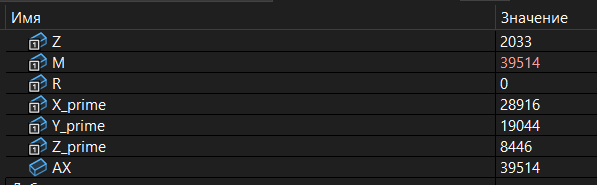 Имя Значение
Z 2033
M 39514
R 0
X_prime 28916
Y_prime 19044
Z_prime 8446
AX 39514